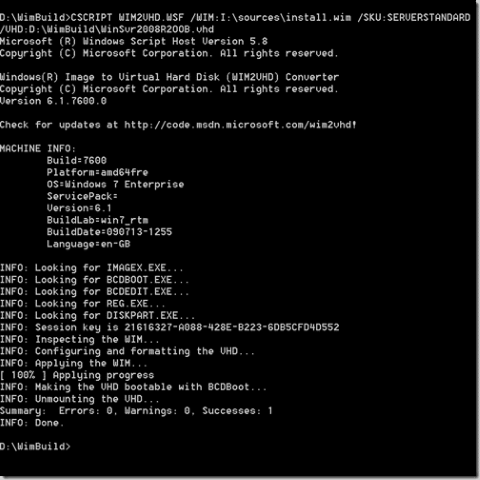 D:\WimBuild>CSCRIPT WIM2VHD.WSF /WIM:I:\sources\install.wim /SKU:SERVERSTANDARD
/VHD:D:\WimBuild\WinSvr2008R2OOB.vhd
Microsoft (R) Windows Script Host Version 5.8
Copyright (C) Microsoft Corporation. All rights reserved.
Windows(R) Image to Virtual Hard Disk (WIM2VHD) Converter
Copyright (C) Microsoft Corporation. All rights reserved.
Version 6.1.7600.0
Check for updates at http://code.msdn.microsoft.com/wim2vhd!
MACHINE INFO:
Build=7600
Platform=amd64fre
OS=Windows 7 Enterprise
ServicePack=
Version=6.1
BuildLab=win7_rtm
BuildDate=090713-1255
Language=en-GB
INFO: Looking for IMAGEX.EXE...
INFO: Looking for BCDBOOT.EXE...
INFO: Looking for BCDEDIT.EXE...
INFO: Looking for REG.EXE...
INFO: Looking for DISKPART.EXE...
INFO: Session key is 21616327-A088-428E-B223-6DB5CFD4D552
INFO: Inspecting the WIM...
INFO: Configuring and formatting the VHD...
INFO: Applying the WIM...
[ 100% ] Applying progress
INFO: Making the VHD bootable with BCDBoot...
INFO: Unmounting the VHD...
Summary:  Errors: 0, Warnings: 0, Successes: 1
INFO: Done.
D:\WimBuild>